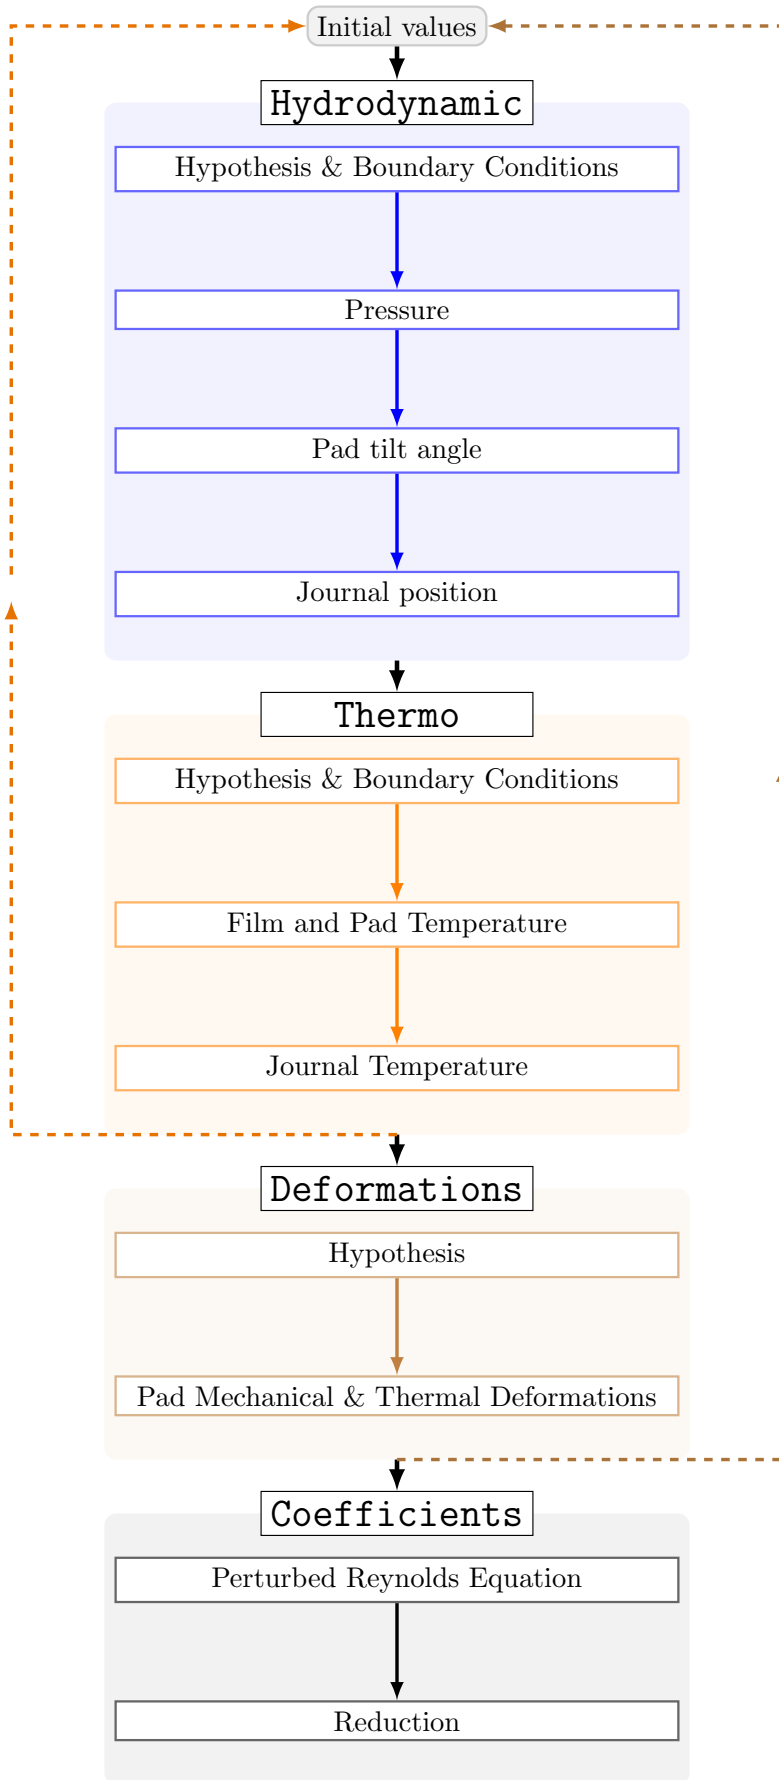 Initial values
Hydrodynamic
Hypothesis & Boundary Conditions
Pressure
Pad tilt angle
Journal position
Thermo
Hypothesis & Boundary Conditions
Film and Pad Temperature
Journal Temperature
Deformations
Hypothesis
Pad Mechanical & Thermal Deformations
Coefficients
Perturbed Reynolds Equation
Reduction